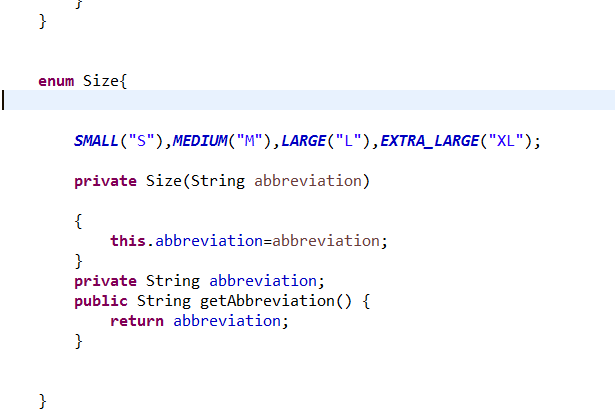 }
}
enum Size{
SMALL("S"),MEDIUM("M"),LARGE("L"),EXTRA_LARGE("XL");
private Size(String abbreviation)
{
this.abbreviation=abbreviation;
}
private String abbreviation;
public String getAbbreviation() {
return abbreviation;
}
}